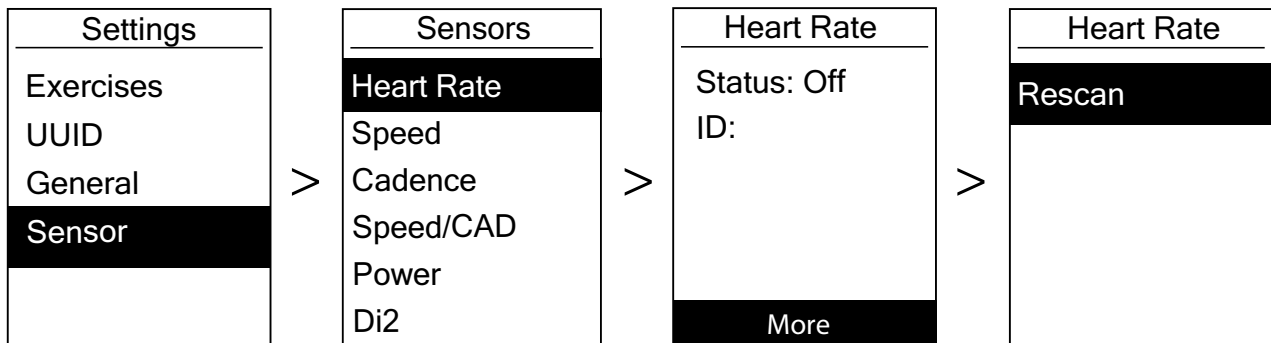 Settings
Exercises
UUID
General
Sensor
>
Sensors
Heart Rate
Speed
Cadence
Speed/CAD
Power
Di2
>
Heart Rate
Status: Off
ID:
More
>
Heart Rate
Rescan